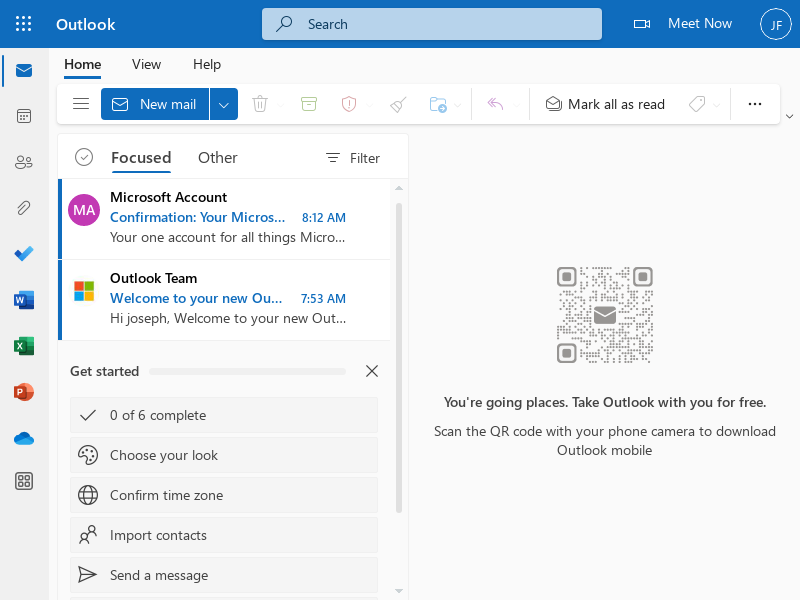 Outlook
Search
Meet Now
JF
Home
View
Help
New mail
Mark all as read
Focused
Other
Filter
MA
Microsoft Account
Confirmation: Your Micros...
8:12 AM
Your one account for all things Micro...
Outlook Team
Welcome to your new Ou...
7:53 AM
Hi joseph, Welcome to your new Out...
Get started
0 of 6 complete
Choose your look
Confirm time zone
Import contacts
Send a message
W
X
P
You're going places. Take Outlook with you for free.
Scan the QR code with your phone camera to download
Outlook mobile